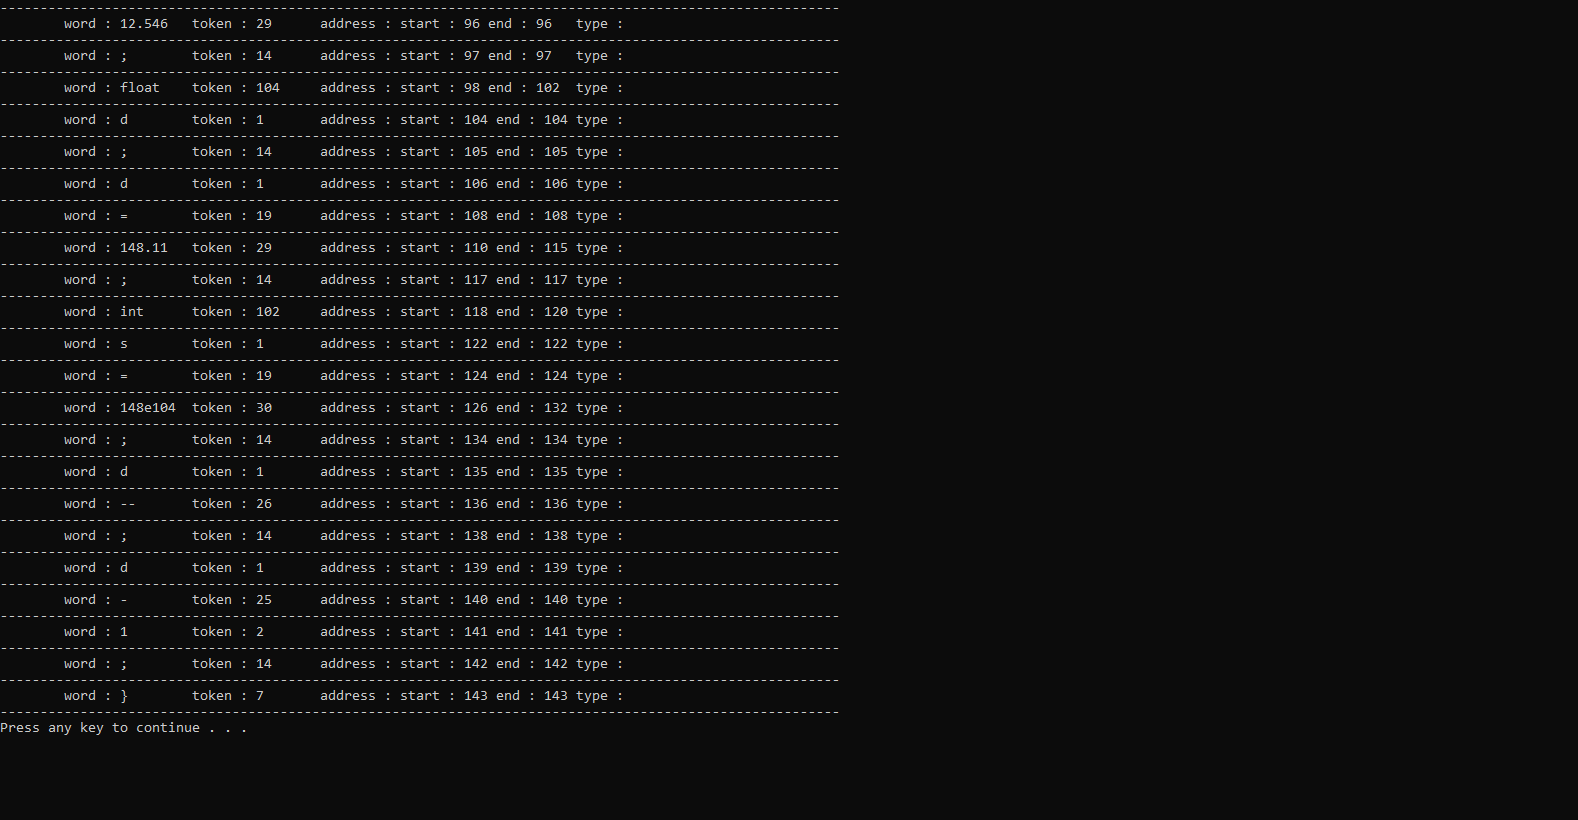 ---------------------------------------------------------------------------------------------------------
word : 12.546 token : 29 address : start : 96 end : 96 type :
---------------------------------------------------------------------------------------------------------
word : ; token : 14 address : start : 97 end : 97 type :
---------------------------------------------------------------------------------------------------------
word : float token : 104 address : start : 98 end : 102 type :
---------------------------------------------------------------------------------------------------------
word : d token : 1 address : start : 104 end : 104 type :
---------------------------------------------------------------------------------------------------------
word : ; token : 14 address : start : 105 end : 105 type :
---------------------------------------------------------------------------------------------------------
word : d token : 1 address : start : 106 end : 106 type :
---------------------------------------------------------------------------------------------------------
word : = token : 19 address : start : 108 end : 108 type :
---------------------------------------------------------------------------------------------------------
word : 148.11 token : 29 address : start : 110 end : 115 type :
---------------------------------------------------------------------------------------------------------
word : ; token : 14 address : start : 117 end : 117 type :
---------------------------------------------------------------------------------------------------------
word : int token : 102 address : start : 118 end : 120 type :
---------------------------------------------------------------------------------------------------------
word : s token : 1 address : start : 122 end : 122 type :
---------------------------------------------------------------------------------------------------------
word : = token : 19 address : start : 124 end : 124 type :
---------------------------------------------------------------------------------------------------------
word : 148e104 token : 30 address : start : 126 end : 132 type :
---------------------------------------------------------------------------------------------------------
word : ; token : 14 address : start : 134 end : 134 type :
---------------------------------------------------------------------------------------------------------
word : d token : 1 address : start : 135 end : 135 type :
---------------------------------------------------------------------------------------------------------
word : -- token : 26 address : start : 136 end : 136 type :
---------------------------------------------------------------------------------------------------------
word : ; token : 14 address : start : 138 end : 138 type :
---------------------------------------------------------------------------------------------------------
word : d token : 1 address : start : 139 end : 139 type :
---------------------------------------------------------------------------------------------------------
word : - token : 25 address : start : 140 end : 140 type :
---------------------------------------------------------------------------------------------------------
word : 1 token : 2 address : start : 141 end : 141 type :
---------------------------------------------------------------------------------------------------------
word : ; token : 14 address : start : 142 end : 142 type :
---------------------------------------------------------------------------------------------------------
word : } token : 7 address : start : 143 end : 143 type :
---------------------------------------------------------------------------------------------------------
Press any key to continue . . .